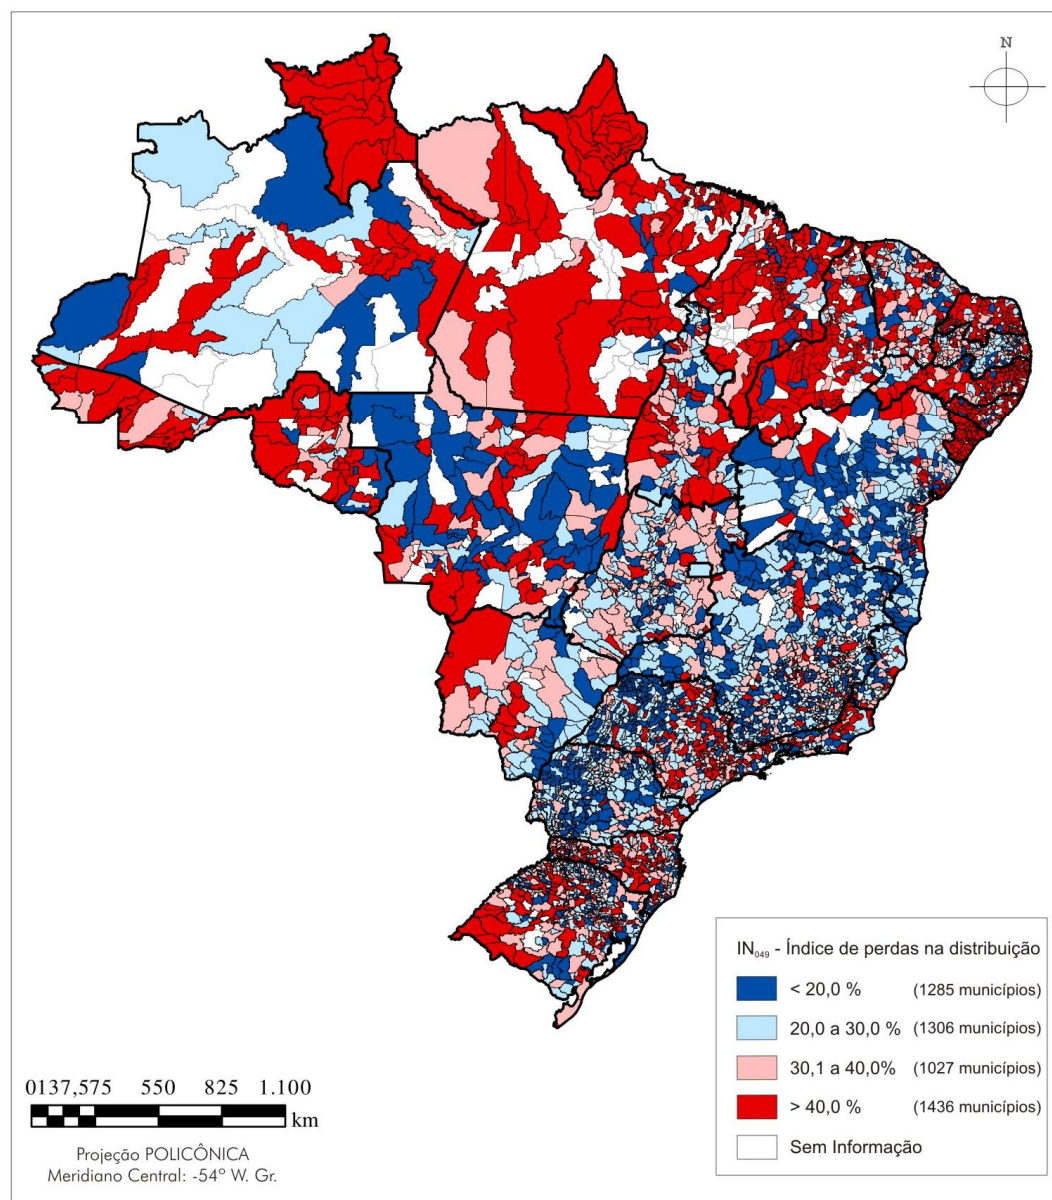 N
IN049 - Índice de perdas na distribuição
< 20,0 % (1285 municípios)
20,0 a 30,0 % (1306 municípios)
30,1 a 40,0% (1027 municípios)
> 40,0 % (1436 municípios)
Sem Informação
0137,575 550 825 1.100
km
Projeção POLICÔNICA
Meridiano Central: -54º W. Gr.